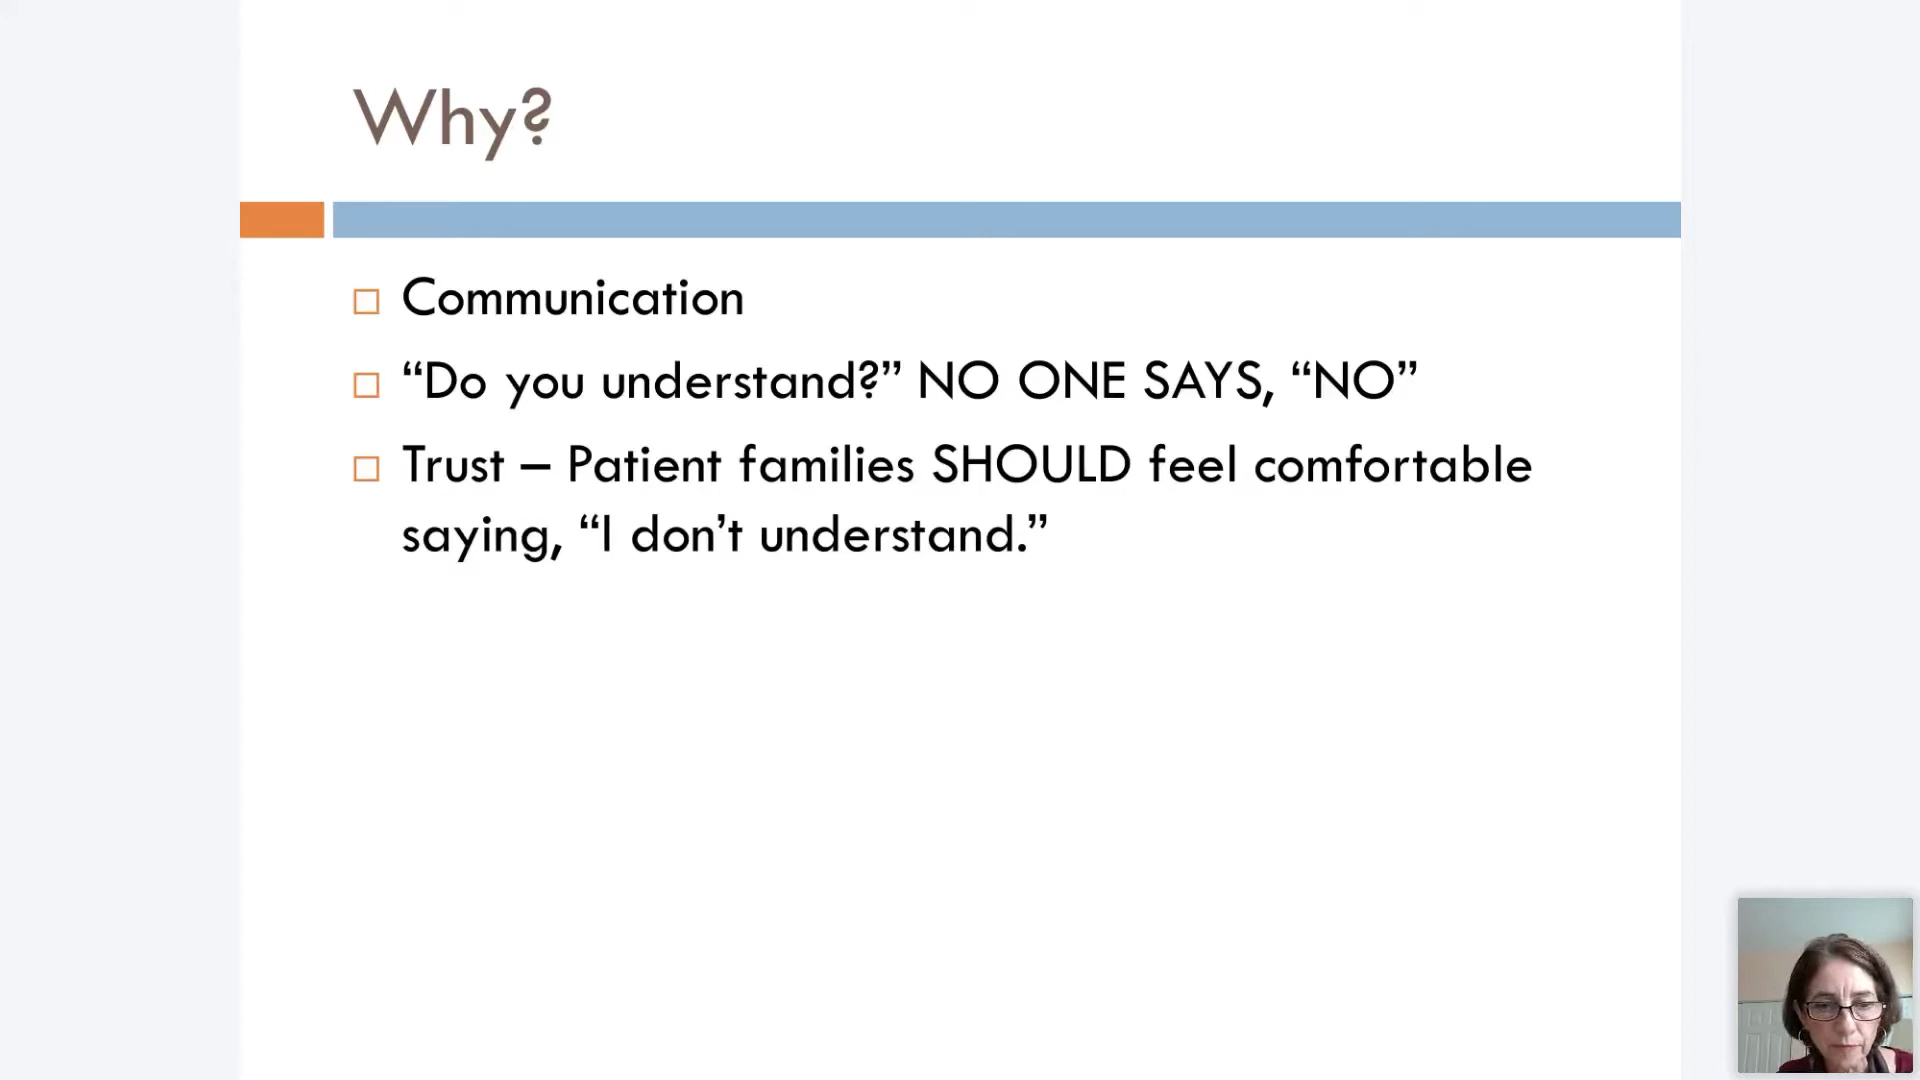 Why?
Communication
“Do you understand?” NO ONE SAYS, “NO”
Trust – Patient families SHOULD feel comfortable
saying, “I don’t understand.”